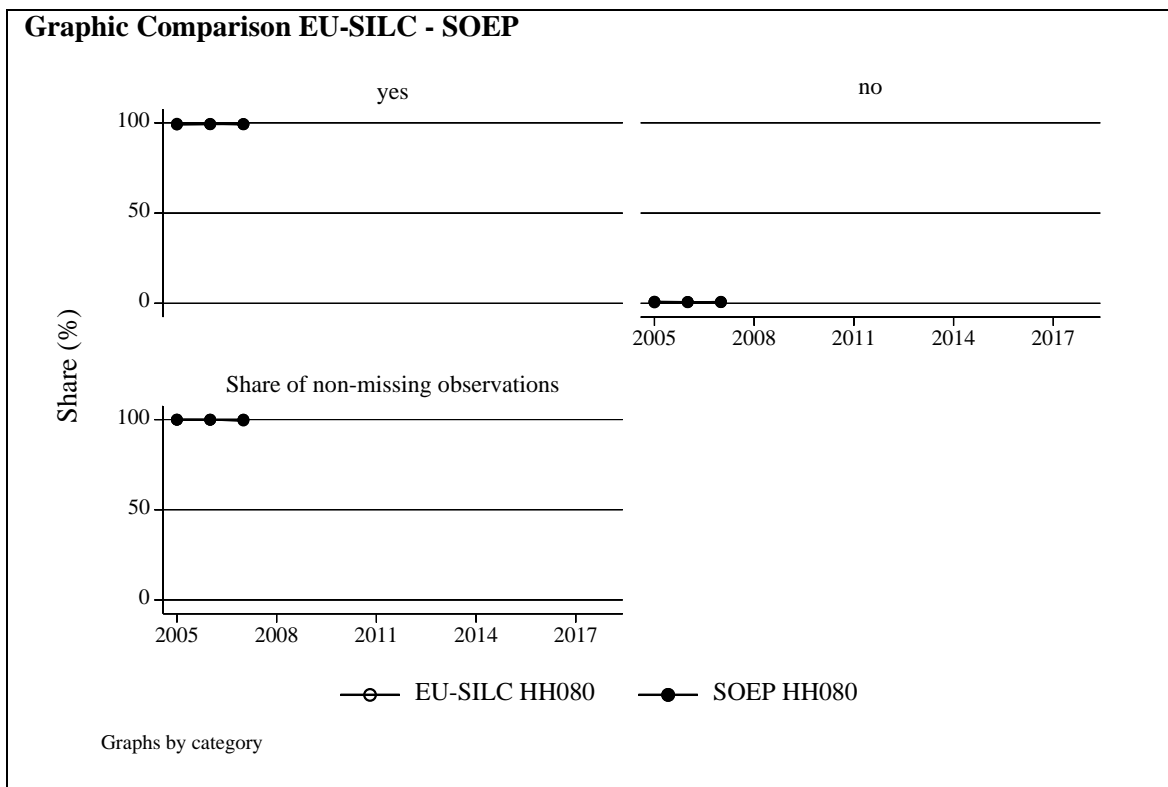 Graphic Comparison EU-SILC - SOEP
yes
no
100
50
0
2005 2008 2011 2014 2017
Share (%)
Share of non-missing observations
100
50
0
2005 2008 2011 2014 2017
EU-SILC HH080 SOEP HH080
Graphs by category